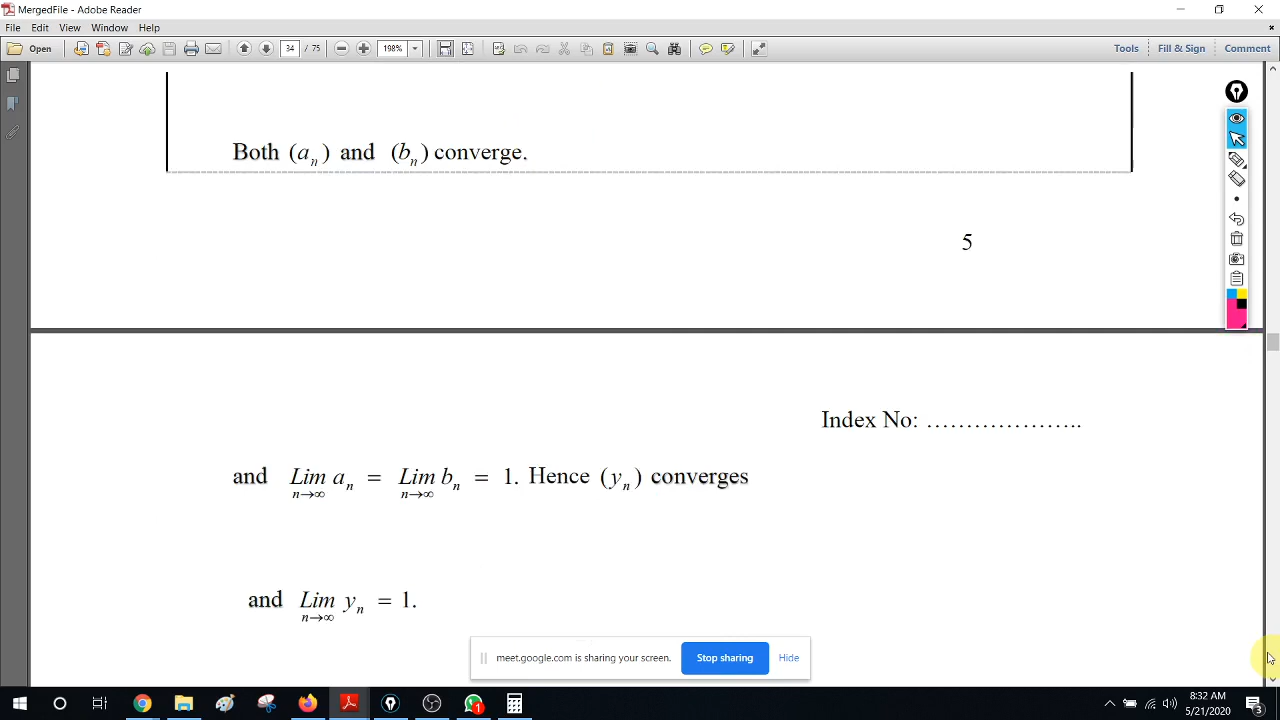 MergedFile - Adobe Reader
File Edit View Window Help
Open 34 / 75 198% Tools Fill & Sign Comment
Both (aₙ) and (bₙ) converge.
5
Index No: …………………..
and Lim aₙ = Lim bₙ = 1. Hence (yₙ) converges
n→∞ n→∞
and Lim yₙ = 1.
n→∞
meet.google.com is sharing your screen. Stop sharing Hide
1
8:32 AM
5/21/2020
3